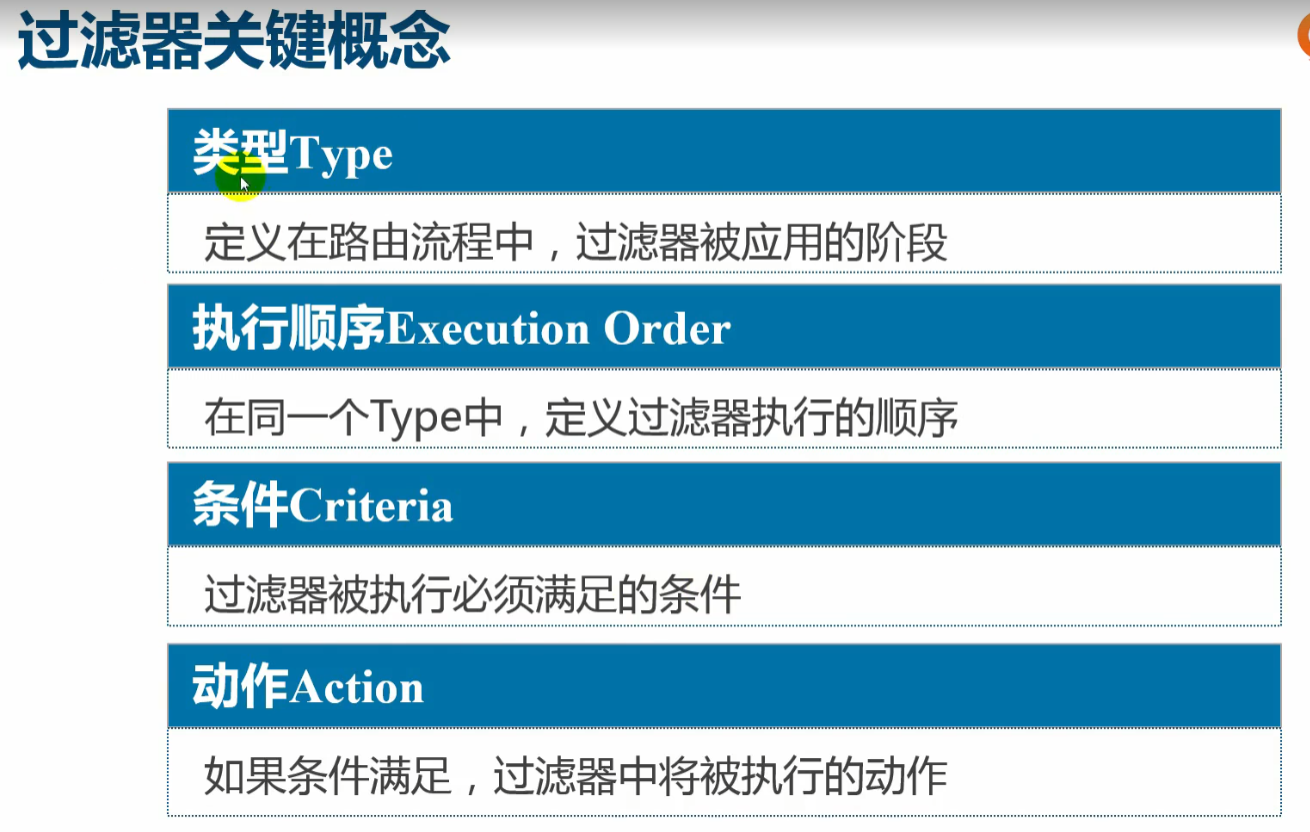 过滤器关键概念
类型Type
定义在路由流程中，过滤器被应用的阶段
执行顺序Execution Order
在同一个Type中，定义过滤器执行的顺序
条件Criteria
过滤器被执行必须满足的条件
动作Action
如果条件满足，过滤器中将被执行的动作